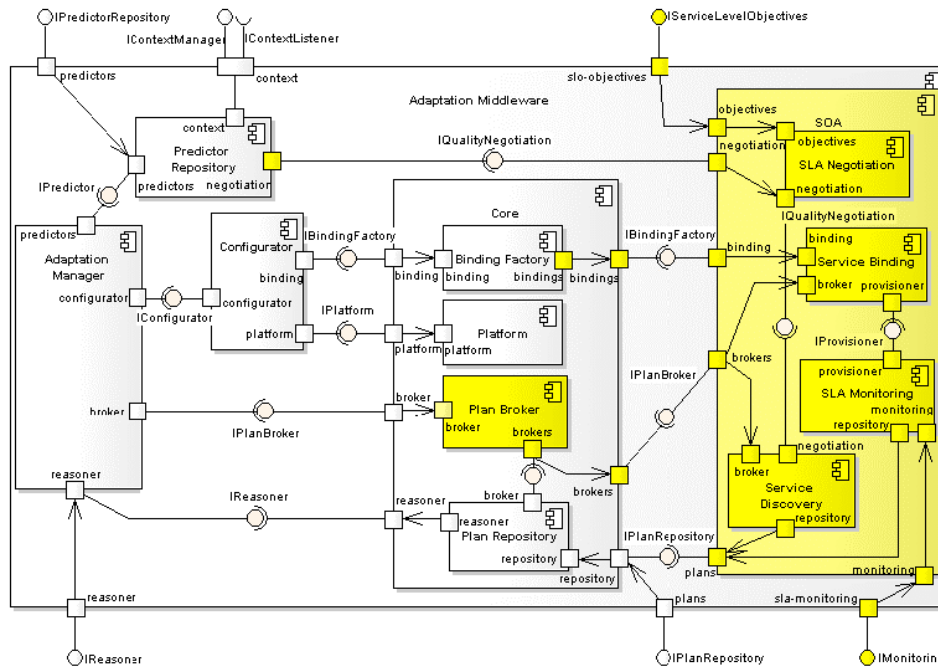 IPredictorRepository
IContextManager
IContextListener
IServiceLevelObjectives
predictors
context
slo-objectives
Adaptation Middleware
objectives
SOA
context
Predictor
Repository
IQualityNegotiation
negotiation
objectives
SLA Negotiation
IPredictor
predictors
negotiation
negotiation
predictors
Core
IQualityNegotiation
Adaptation
Manager
Configurator
IBindingFactory
IBindingFactory
binding
binding
Service Binding
binding
binding
Binding Factory
binding
bindings
bindings
broker
provisioner
configurator
configurator
IConfigurator
platform
IPlatform
platform
Platform
platform
IProvisioner
brokers
provisioner
SLA Monitoring
monitoring
repository
IPlanBroker
broker
IPlanBroker
broker
Plan Broker
broker
brokers
negotiation
broker
Service
Discovery
reasoner
IReasoner
reasoner
broker
brokers
reasoner
Plan Repository
repository
repository
IPlanRepository
repository
plans
monitoring
reasoner
plans
sla-monitoring
IReasoner
IPlanRepository
IMonitorin